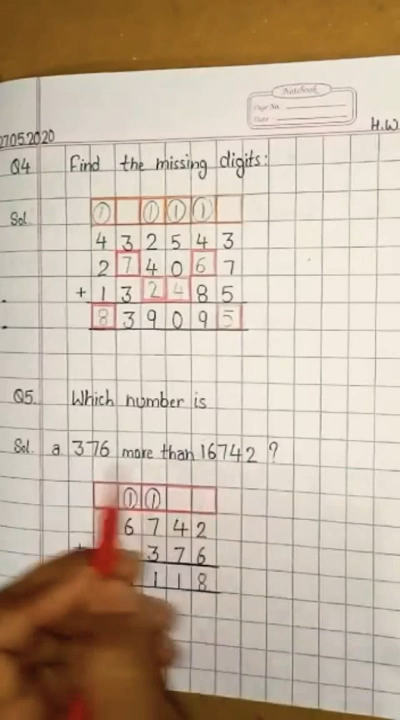 Notebook
Page No.
Date
27.05.2020
H.W
Q4 Find the missing digits:
Sol
1 1 1 1
4 3 2 5 4 3
2 7 4 0 6 7
+ 1 3 2 4 8 5
8 3 9 0 9 5
Q5. Which number is
Sol. a 376 more than 16742 ?
1 1
6 7 4 2
+ 3 7 6
1 1 8